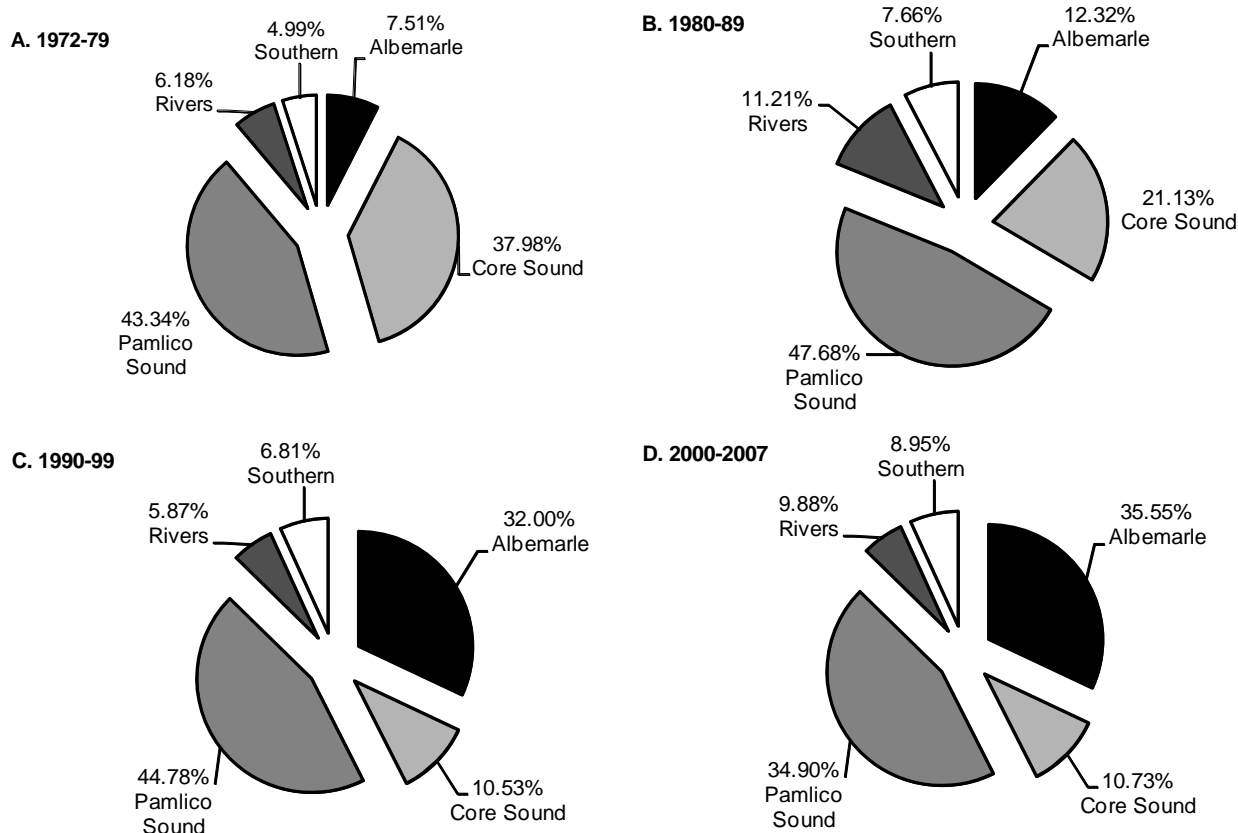 A. 1972-79
4.99%
Southern
7.51%
Albemarle
6.18%
Rivers
37.98%
Core Sound
43.34%
Pamlico
Sound
B. 1980-89
7.66%
Southern
12.32%
Albemarle
11.21%
Rivers
21.13%
Core Sound
47.68%
Pamlico
Sound
C. 1990-99
6.81%
Southern
5.87%
Rivers
32.00%
Albemarle
44.78%
Pamlico
Sound
10.53%
Core Sound
D. 2000-2007
8.95%
Southern
9.88%
Rivers
35.55%
Albemarle
34.90%
Pamlico
Sound
10.73%
Core Sound